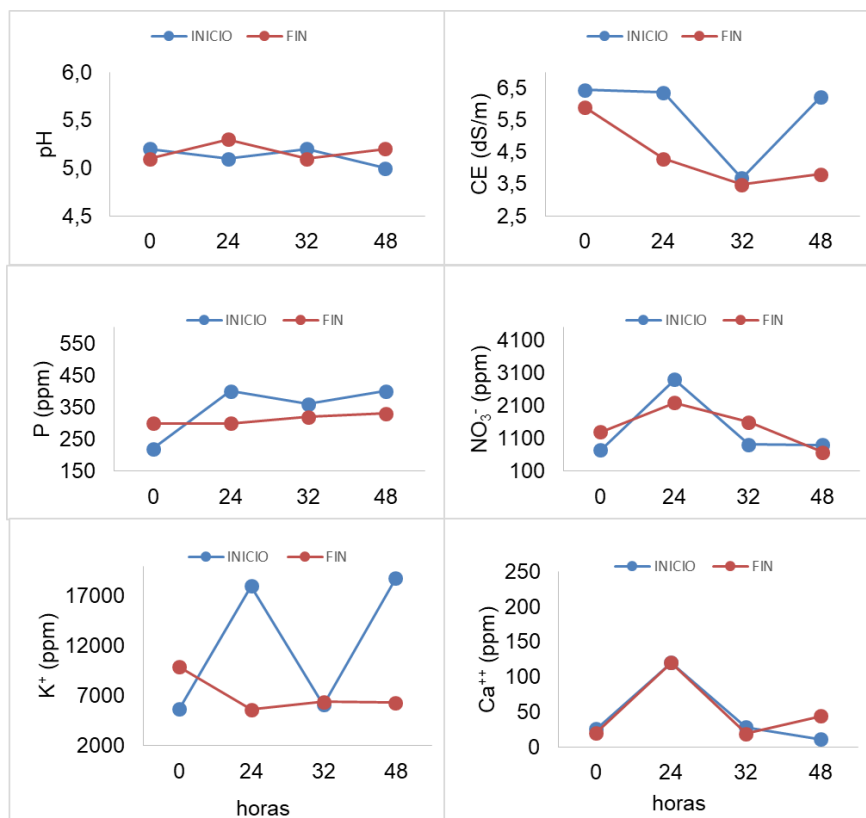 INICIO FIN
pH
6,0
5,5
5,0
4,5
0 24 32 48
INICIO FIN
CE (dS/m)
6,5
5,5
4,5
3,5
2,5
0 24 32 48
INICIO FIN
P (ppm)
550
450
350
250
150
0 24 32 48
INICIO FIN
NO₃⁻ (ppm)
4100
3100
2100
1100
100
0 24 32 48
INICIO FIN
K⁺ (ppm)
17000
12000
7000
2000
0 24 32 48
horas
INICIO FIN
Ca⁺⁺ (ppm)
250
200
150
100
50
0
0 24 32 48
horas